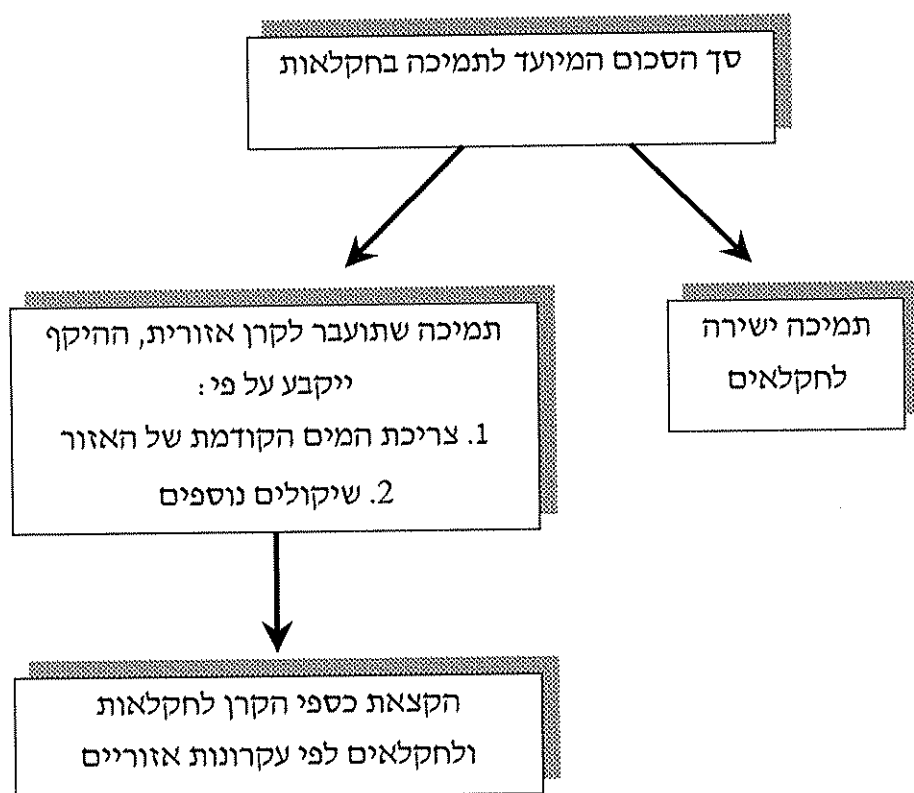 סך הסכום המיועד לתמיכה בחקלאות
תמיכה ישירה
לחקלאים
תמיכה שתועבר לקרן אזורית, ההיקף
ייקבע על פי:
1. צריכת המים הקודמת של האזור
2. שיקולים נוספים
הקצאת כספי הקרן לחקלאות
ולחקלאים לפי עקרונות אזוריים